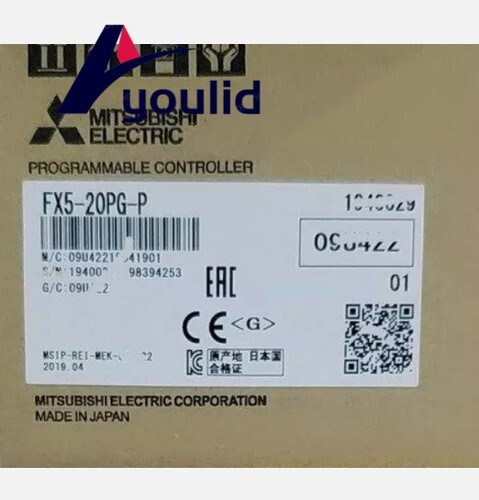 Ayoulid
MITSUBISHI
ELECTRIC
PROGRAMMABLE CONTROLLER
FX5-20PG-P
01
EAC
CE <G>
2019.04
原产地 日本国
合格证
MITSUBISHI ELECTRIC CORPORATION
MADE IN JAPAN